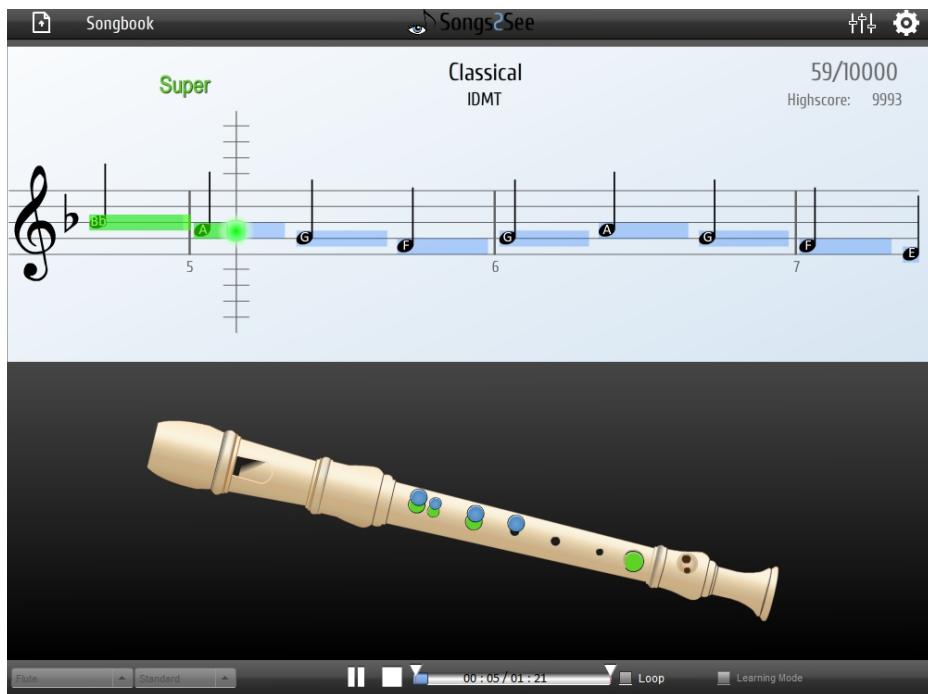 Songbook
Songs2See
Super
Classical
IDMT
59/10000
Highscore: 9993
Bb A G F G A G F E
5 6 7
Flute
Standard
00 : 05 / 01 : 21
Loop
Learning Mode